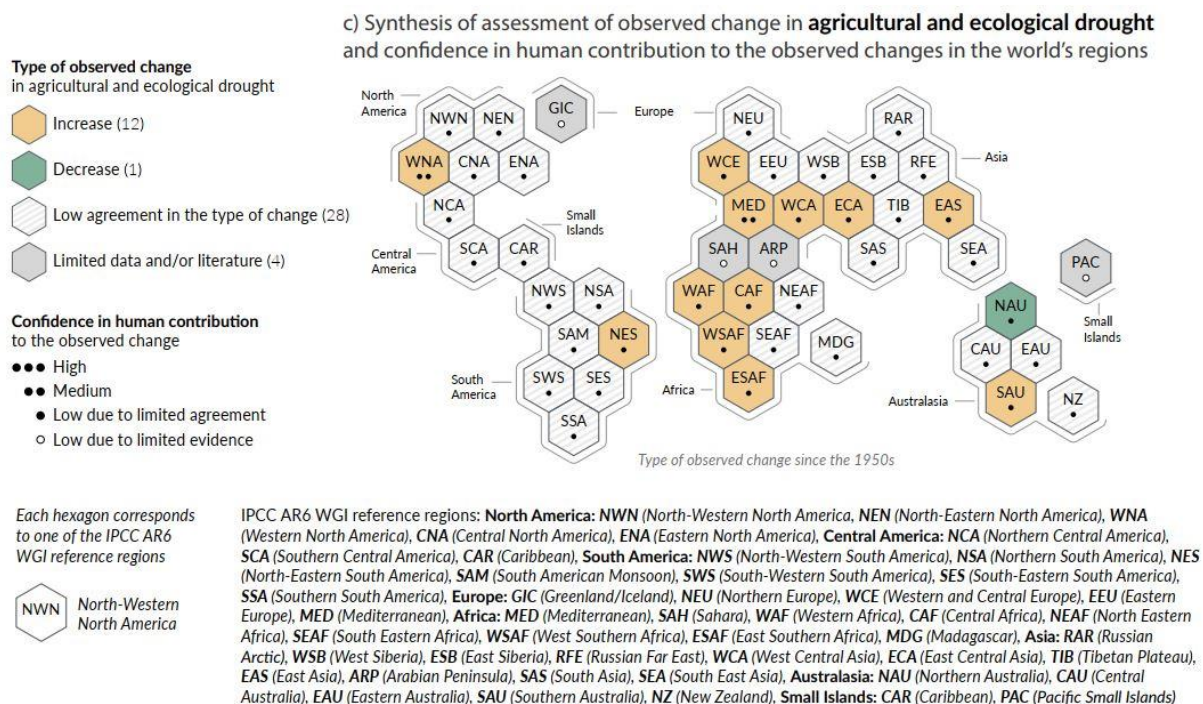 c) Synthesis of assessment of observed change in agricultural and ecological drought
and confidence in human contribution to the observed changes in the world's regions
Type of observed change
in agricultural and ecological drought
Increase (12)
Decrease (1)
Low agreement in the type of change (28)
Limited data and/or literature (4)
Confidence in human contribution
to the observed change
High
Medium
Low due to limited agreement
Low due to limited evidence
North
America
NWN NEN GIC
Europe
NEU RAR
WNA CNA ENA
WCE EEU WSB ESB RFE
Asia
NCA
MED WCA ECA TIB EAS
Small
Islands
Central
America
SCA CAR
SAH ARP SAS SEA
PAC
NWS NSA
WAF CAF NEAF
NAU
Small
Islands
SAM NES
WSAF SEAF MDG
CAU EAU
South
America
SWS SES
Africa
ESAF
Australasia
SAU NZ
SSA
Type of observed change since the 1950s
Each hexagon corresponds
to one of the IPCC AR6
WGI reference regions
NWN
North-Western
North America
IPCC AR6 WGI reference regions: North America: NWN (North-Western North America, NEN (North-Eastern North America), WNA
(Western North America), CNA (Central North America), ENA (Eastern North America), Central America: NCA (Northern Central America),
SCA (Southern Central America), CAR (Caribbean), South America: NWS (North-Western South America), NSA (Northern South America), NES
(North-Eastern South America), SAM (South American Monsoon), SWS (South-Western South America), SES (South-Eastern South America),
SSA (Southern South America), Europe: GIC (Greenland/Iceland), NEU (Northern Europe), WCE (Western and Central Europe), EEU (Eastern
Europe), MED (Mediterranean), Africa: MED (Mediterranean), SAH (Sahara), WAF (Western Africa), CAF (Central Africa), NEAF (North Eastern
Africa), SEAF (South Eastern Africa), WSAF (West Southern Africa), ESAF (East Southern Africa), MDG (Madagascar), Asia: RAR (Russian
Arctic), WSB (West Siberia), ESB (East Siberia), RFE (Russian Far East), WCA (West Central Asia), ECA (East Central Asia), TIB (Tibetan Plateau),
EAS (East Asia), ARP (Arabian Peninsula), SAS (South Asia), SEA (South East Asia), Australasia: NAU (Northern Australia), CAU (Central
Australia), EAU (Eastern Australia), SAU (Southern Australia), NZ (New Zealand), Small Islands: CAR (Caribbean), PAC (Pacific Small Islands)